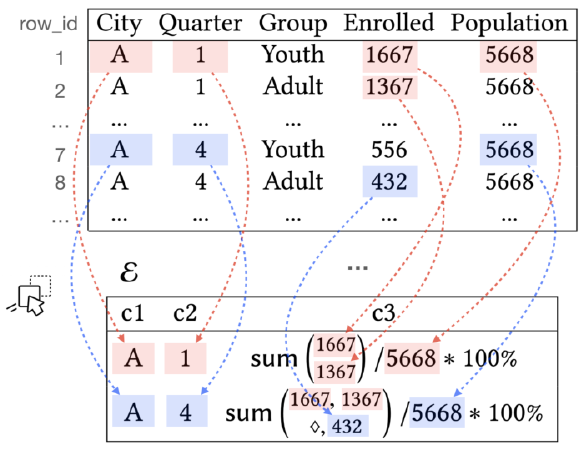 row_id City Quarter Group Enrolled Population
1 A 1 Youth 1667 5668
2 A 1 Adult 1367 5668
... ... ... ... ... ...
7 A 4 Youth 556 5668
8 A 4 Adult 432 5668
... ... ... ... ... ...
ℰ ...
c1 c2 c3
A 1 sum ( 1667
1367 ) / 5668 * 100%
A 4 sum ( 1667, 1367
◇, 432 ) / 5668 * 100%